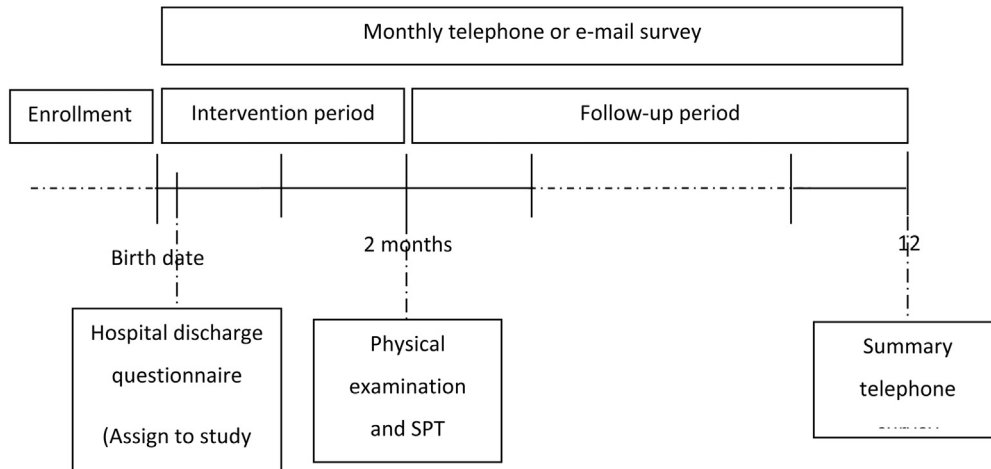 Monthly telephone or e-mail survey
Enrollment
Intervention period
Follow-up period
Birth date
2 months
12
Hospital discharge
questionnaire
(Assign to study
Physical
examination
and SPT
Summary
telephone